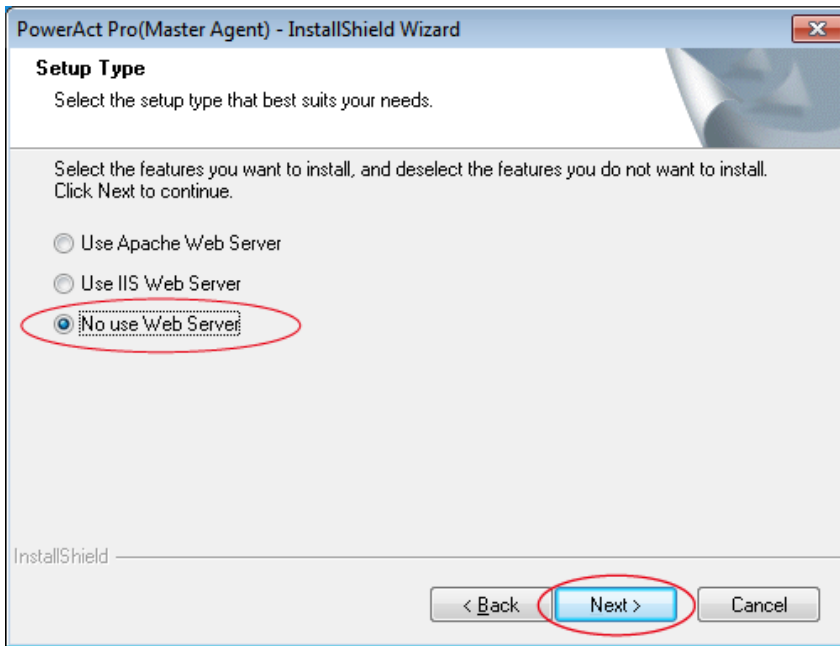 PowerAct Pro(Master Agent) - InstallShield Wizard
Setup Type
Select the setup type that best suits your needs.
Select the features you want to install, and deselect the features you do not want to install.
Click Next to continue.
Use Apache Web Server
Use IIS Web Server
No use Web Server
InstallShield
< Back Next > Cancel